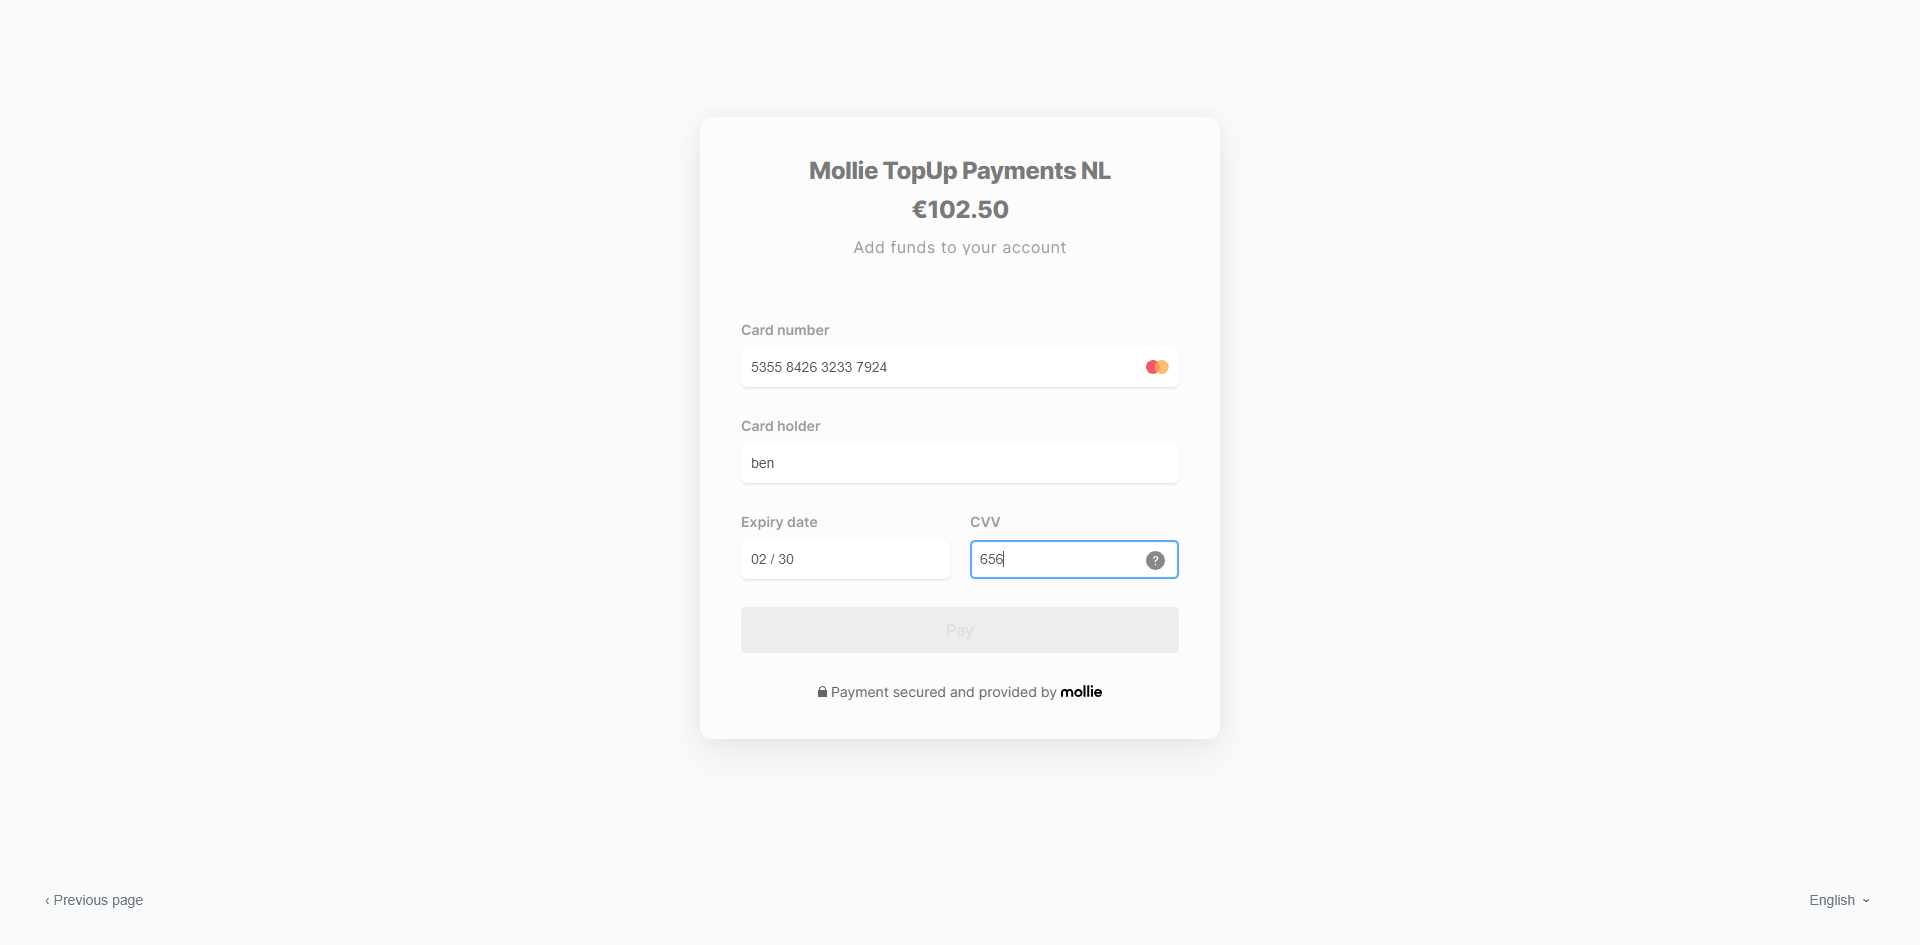 Mollie TopUp Payments NL
€102.50
Add funds to your account
Card number
5355 8426 3233 7924
Card holder
ben
Expiry date
CVV
02 / 30
656
?
Pay
Payment secured and provided by mollie
‹ Previous page
English